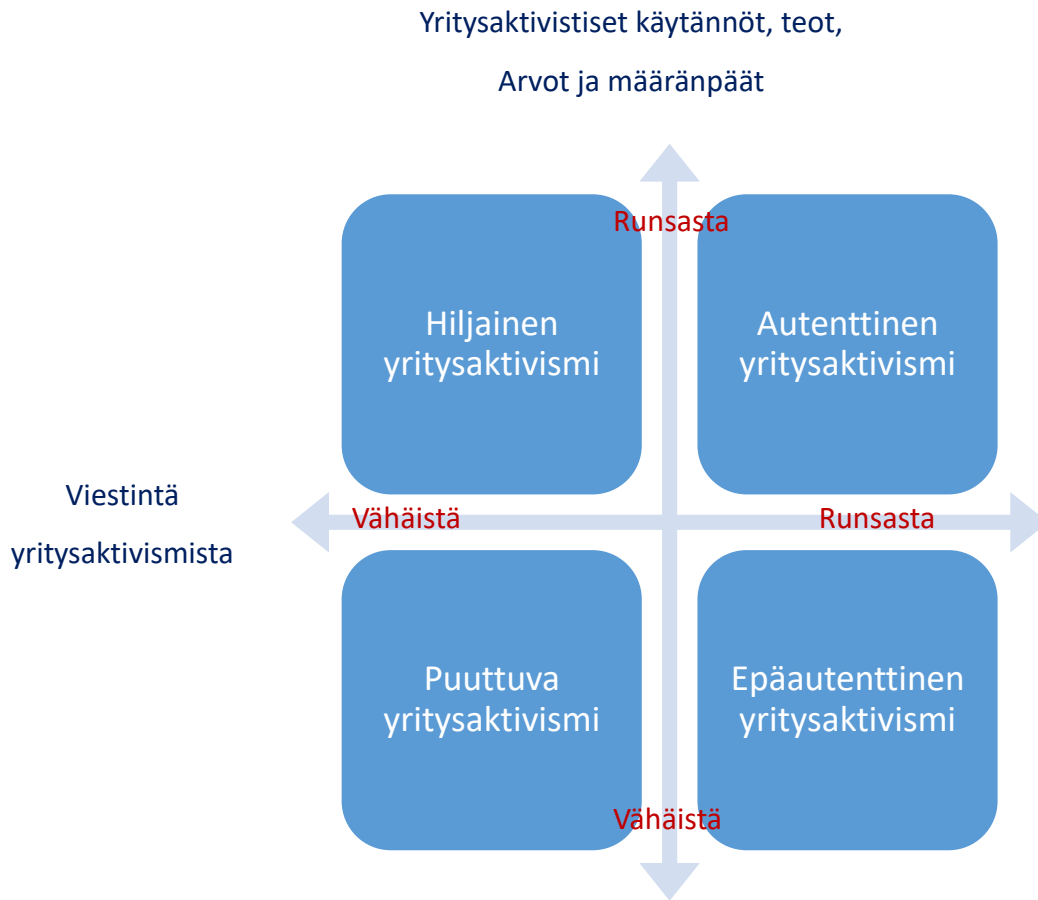 Yritysaktivistiset käytännöt, teot,
Arvot ja määränpäät
Runsasta
Hiljainen
yritysaktivismi
Autenttinen
yritysaktivismi
Viestintä
yritysaktivismista
Vähäistä
Runsasta
Puuttuva
yritysaktivismi
Epäautenttinen
yritysaktivismi
Vähäistä